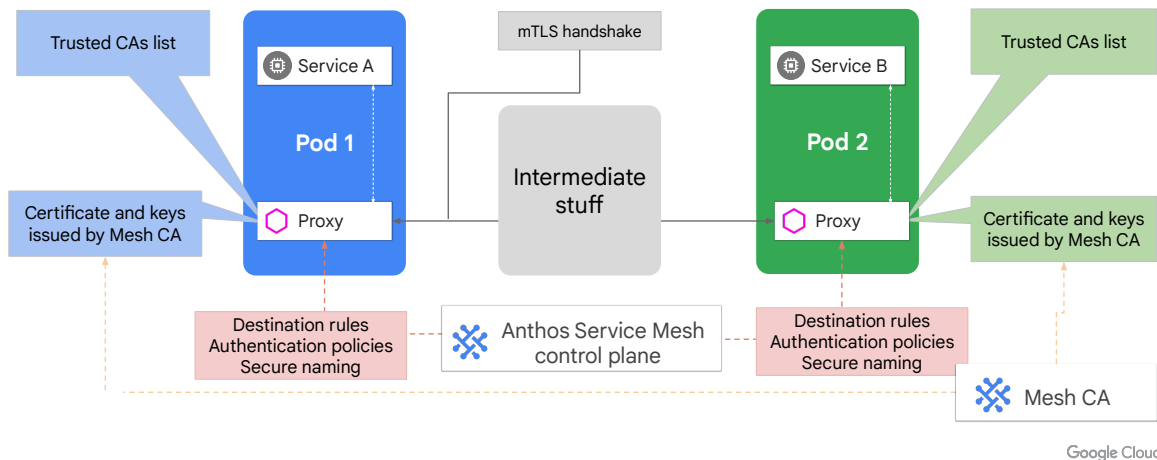 Trusted CAs list
mTLS handshake
Trusted CAs list
Service A
Service B
Pod 1
Pod 2
Intermediate
stuff
Certificate and keys
issued by Mesh CA
Proxy
Proxy
Certificate and keys
issued by Mesh CA
Destination rules
Authentication policies
Secure naming
Anthos Service Mesh
control plane
Destination rules
Authentication policies
Secure naming
Mesh CA
Google Cloud